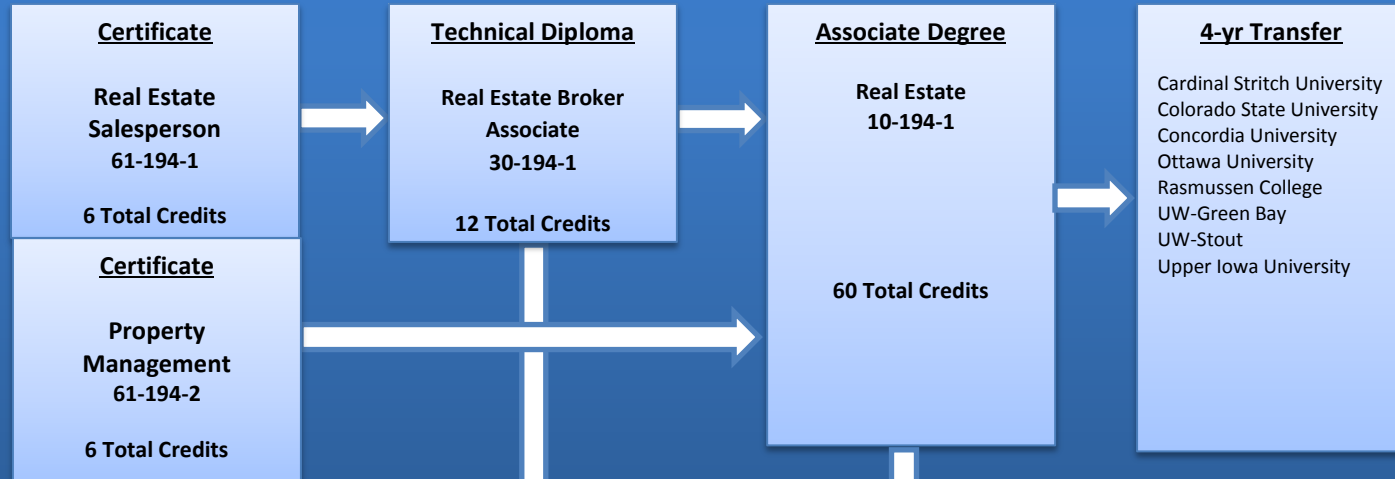 Certificate
Real Estate
Salesperson
61-194-1
6 Total Credits
Certificate
Property
Management
61-194-2
6 Total Credits
Technical Diploma
Real Estate Broker
Associate
30-194-1
12 Total Credits
Associate Degree
Real Estate
10-194-1
60 Total Credits
4-yr Transfer
Cardinal Stritch University
Colorado State University
Concordia University
Ottawa University
Rasmussen College
UW-Green Bay
UW-Stout
Upper Iowa University